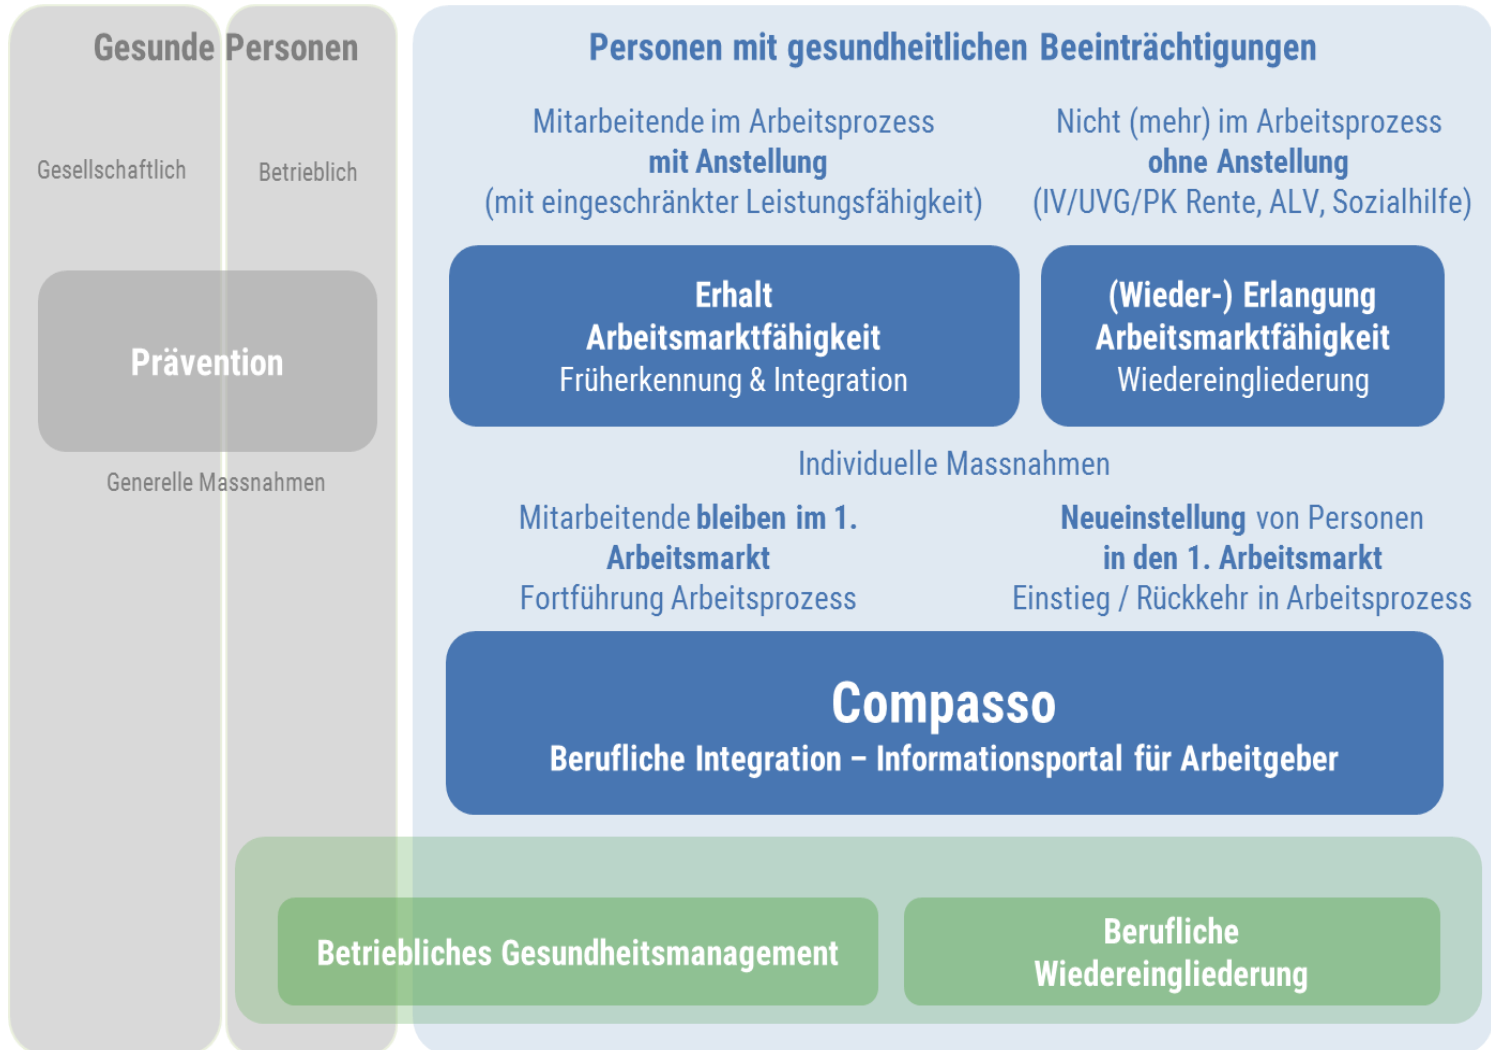 Gesunde Personen
Gesellschaftlich
Betrieblich
Prävention
Generelle Massnahmen
Personen mit gesundheitlichen Beeinträchtigungen
Mitarbeitende im Arbeitsprozess
mit Anstellung
(mit eingeschränkter Leistungsfähigkeit)
Nicht (mehr) im Arbeitsprozess
ohne Anstellung
(IV/UVG/PK Rente, ALV, Sozialhilfe)
Erhalt
Arbeitsmarktfähigkeit
Früherkennung & Integration
(Wieder-) Erlangung
Arbeitsmarktfähigkeit
Wiedereingliederung
Individuelle Massnahmen
Mitarbeitende bleiben im 1.
Arbeitsmarkt
Fortführung Arbeitsprozess
Neueinstellung von Personen
in den 1. Arbeitsmarkt
Einstieg / Rückkehr in Arbeitsprozess
Compasso
Berufliche Integration – Informationsportal für Arbeitgeber
Betriebliches Gesundheitsmanagement
Berufliche
Wiedereingliederung